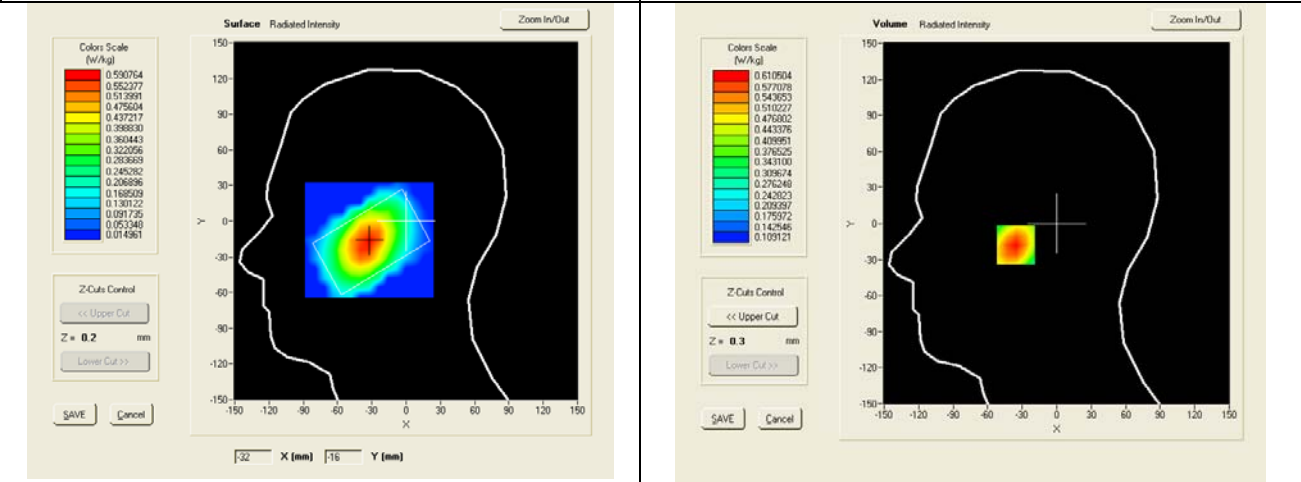 Surface Radiated Intensity
Zoom In/Out
Colors Scale
(W/kg)
0.590764
0.552377
0.513991
0.475604
0.437217
0.398830
0.360443
0.322056
0.283669
0.245282
0.206896
0.168509
0.130122
0.091735
0.053348
0.014961
Z-Cuts Control
<< Upper Cut
Z = 0.2 mm
Lower Cut >>
SAVE Cancel
150
120
90
60
30
0
-30
-60
-90
-120
-150
Y
-150 -120 -90 -60 -30 0 30 60 90 120 150
X
-32 X (mm) -16 Y (mm)
Volume Radiated Intensity
Zoom In/Out
Colors Scale
(W/kg)
0.610504
0.577078
0.543653
0.510227
0.476802
0.443376
0.409951
0.376525
0.343100
0.309674
0.276248
0.242823
0.209397
0.175972
0.142546
0.109121
Z-Cuts Control
<< Upper Cut
Z = 0.3 mm
Lower Cut >>
SAVE Cancel
150
120
90
60
30
0
-30
-60
-90
-120
-150
Y
-150 -120 -90 -60 -30 0 30 60 90 120 150
X